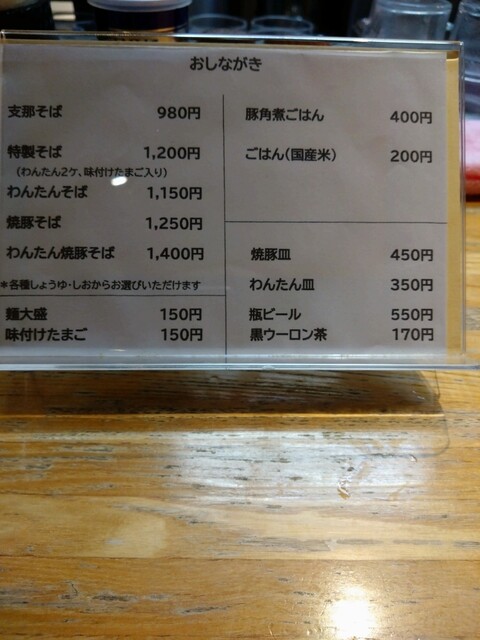 おしながき
支那そば 980円
特製そば 1,200円
(わんたん2ケ、味付けたまご入り)
わんたんそば 1,150円
焼豚そば 1,250円
わんたん焼豚そば 1,400円
*各種しょうゆ・しおからお選びいただけます
麺大盛 150円
味付けたまご 150円
豚角煮ごはん 400円
ごはん(国産米) 200円
焼豚皿 450円
わんたん皿 350円
瓶ビール 550円
黒ウーロン茶 170円